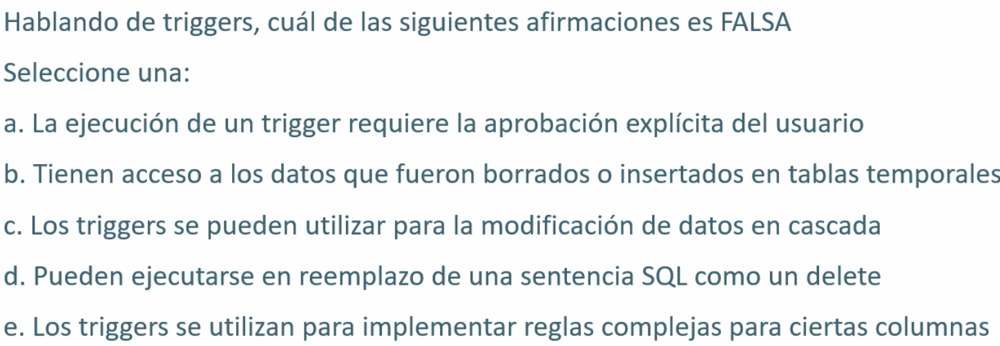 Hablando de triggers, cuál de las siguientes afirmaciones es FALSA
Seleccione una:
a. La ejecución de un trigger requiere la aprobación explícita del usuario
b. Tienen acceso a los datos que fueron borrados o insertados en tablas temporales
c. Los triggers se pueden utilizar para la modificación de datos en cascada
d. Pueden ejecutarse en reemplazo de una sentencia SQL como un delete
e. Los triggers se utilizan para implementar reglas complejas para ciertas columnas